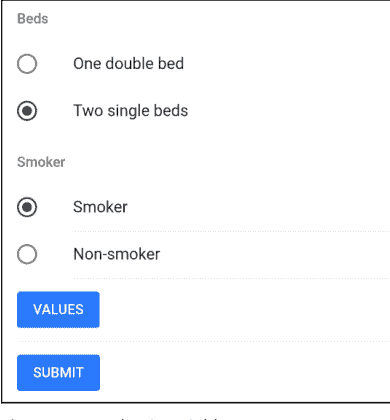 Beds
One double bed
Two single beds
Smoker
Smoker
Non-smoker
VALUES
SUBMIT